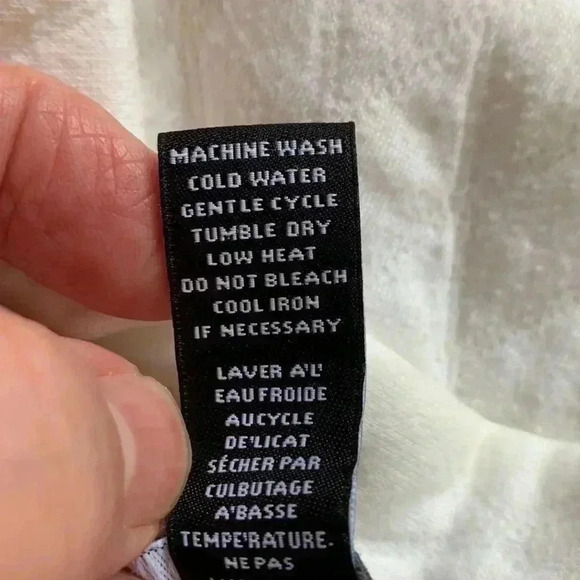 MACHINE WASH
COLD WATER
GENTLE CYCLE
TUMBLE DRY
LOW HEAT
DO NOT BLEACH
COOL IRON
IF NECESSARY
LAVER A'L'
EAU FROIDE
AUCYCLE
DE'LICAT
SÉCHER PAR
CULBUTAGE
A'BASSE
TEMPE'RATURE.
NE PAS